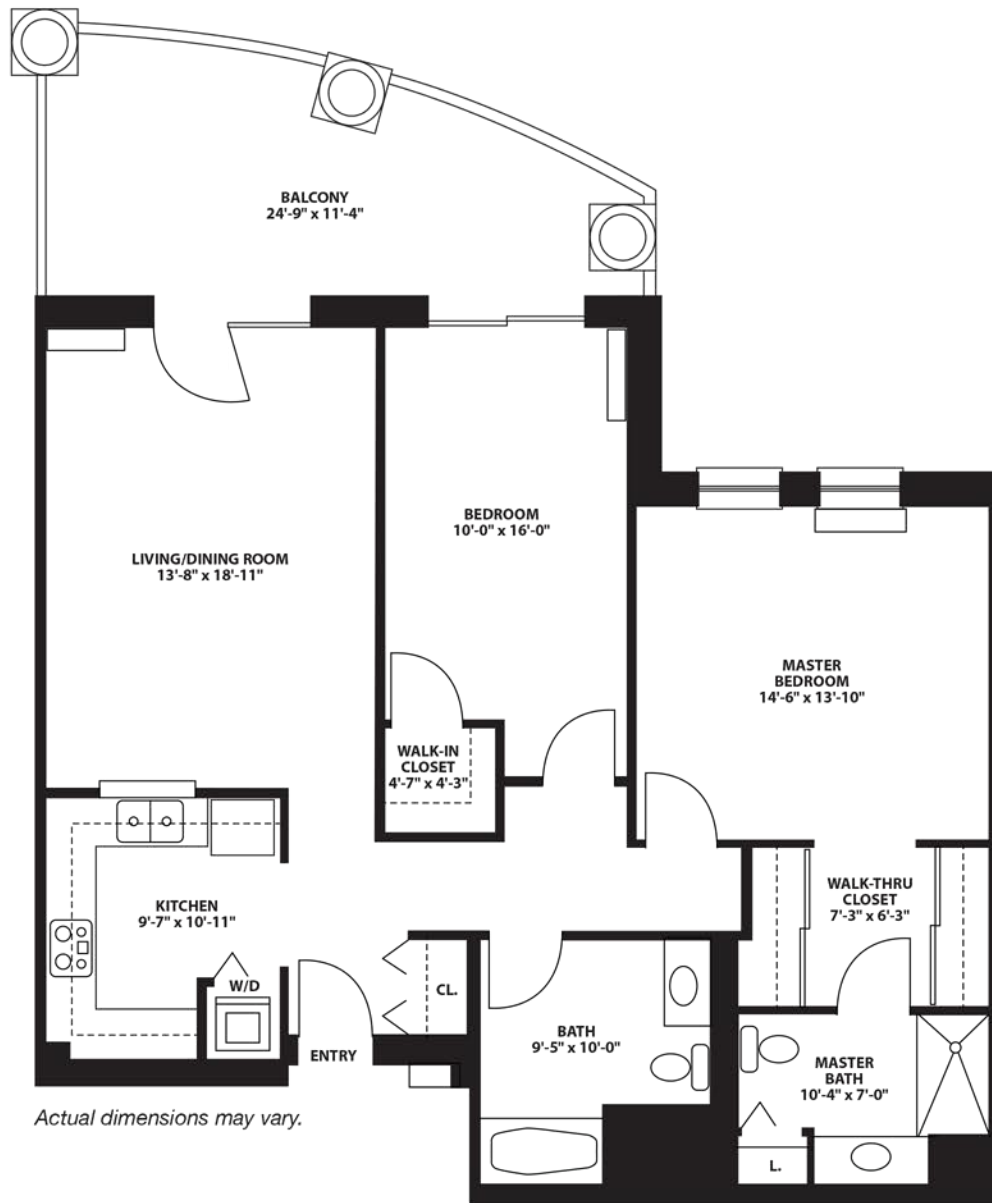 BALCONY
24'-9" x 11'-4"
BEDROOM
10'-0" x 16'-0"
LIVING/DINING ROOM
13'-8" x 18'-11"
MASTER
BEDROOM
14'-6" x 13'-10"
WALK-IN
CLOSET
4'-7" x 4'-3"
WALK-THRU
CLOSET
7'-3" x 6'-3"
KITCHEN
9'-7" x 10'-11"
W/D
CL.
ENTRY
BATH
9'-5" x 10'-0"
MASTER
BATH
10'-4" x 7'-0"
L.
Actual dimensions may vary.